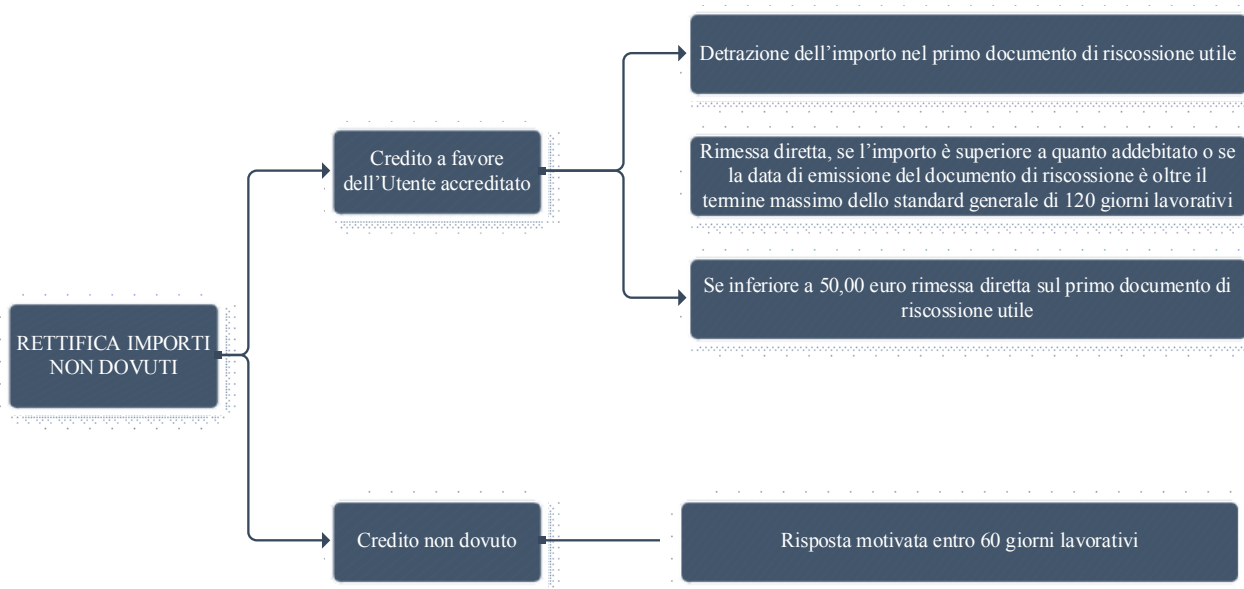 RETTIFICA IMPORTI
NON DOVUTI
Credito a favore
dell’Utente accreditato
Detrazione dell’importo nel primo documento di riscossione utile
Rimessa diretta, se l’importo è superiore a quanto addebitato o se
la data di emissione del documento di riscossione è oltre il
termine massimo dello standard generale di 120 giorni lavorativi
Se inferiore a 50,00 euro rimessa diretta sul primo documento di
riscossione utile
Credito non dovuto
Risposta motivata entro 60 giorni lavorativi